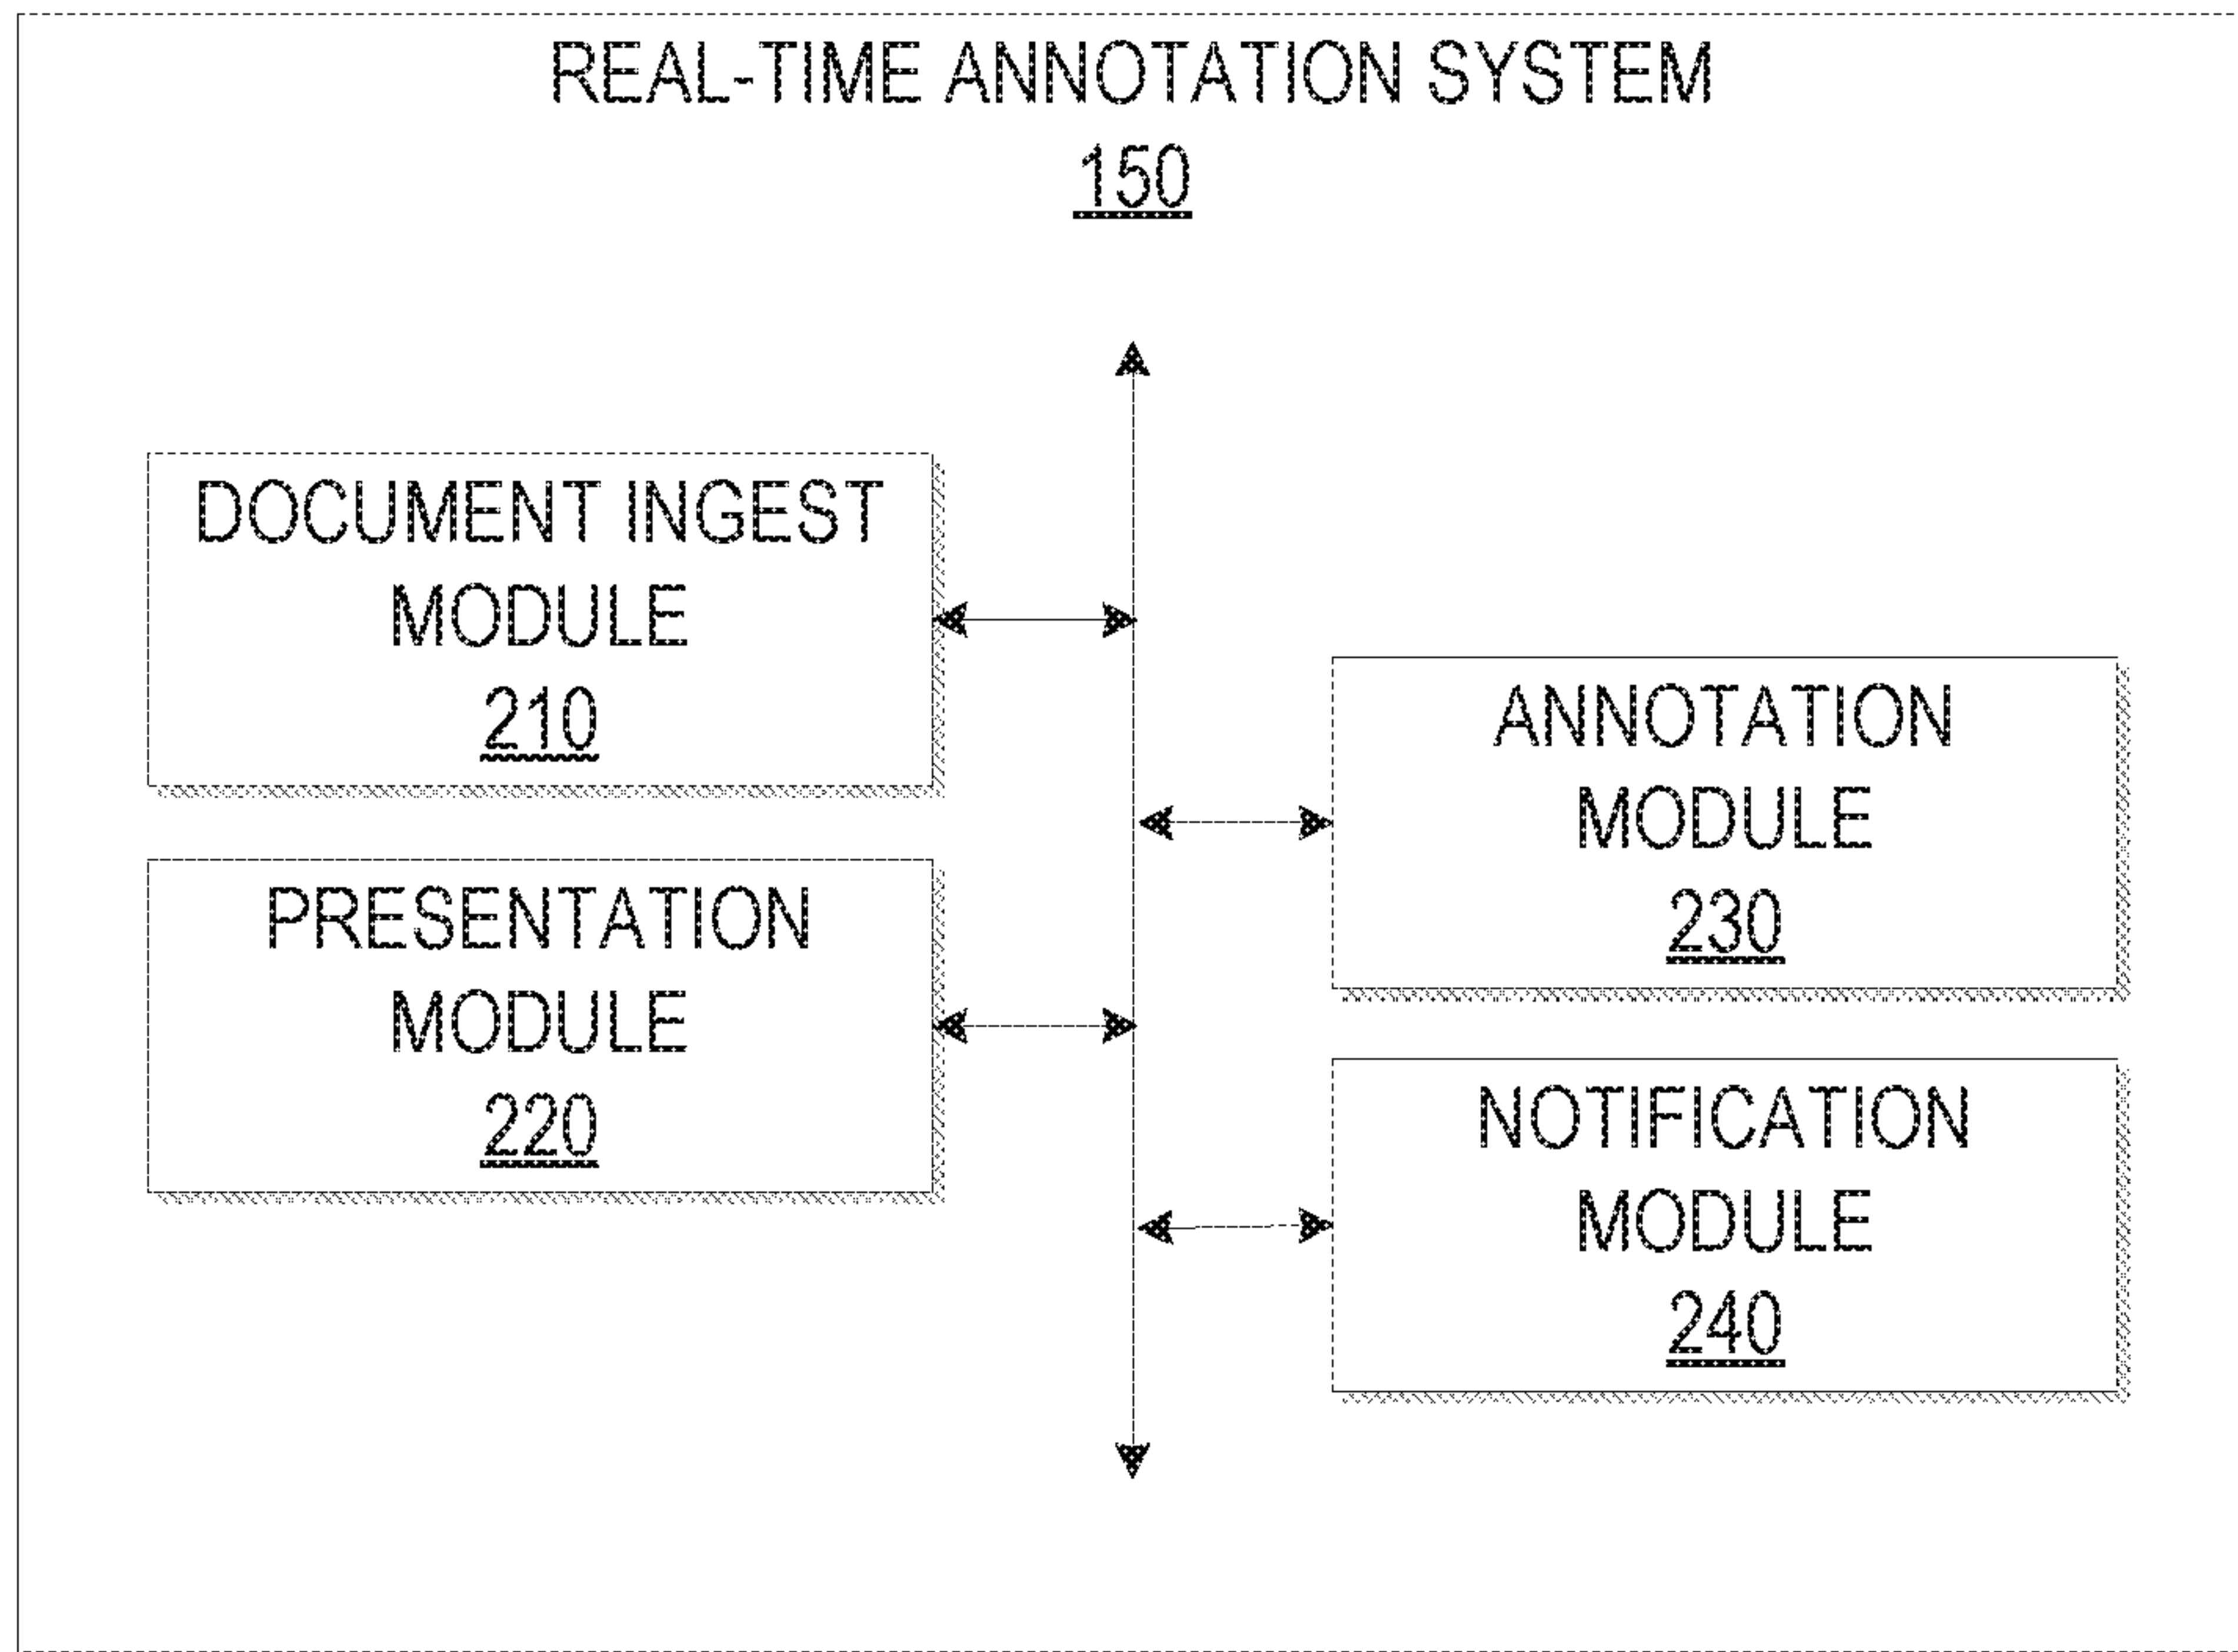 REAL-TIME ANNOTATION SYSTEM
150
DOCUMENT INGEST
MODULE
210
PRESENTATION
MODULE
220
ANNOTATION
MODULE
230
NOTIFICATION
MODULE
240